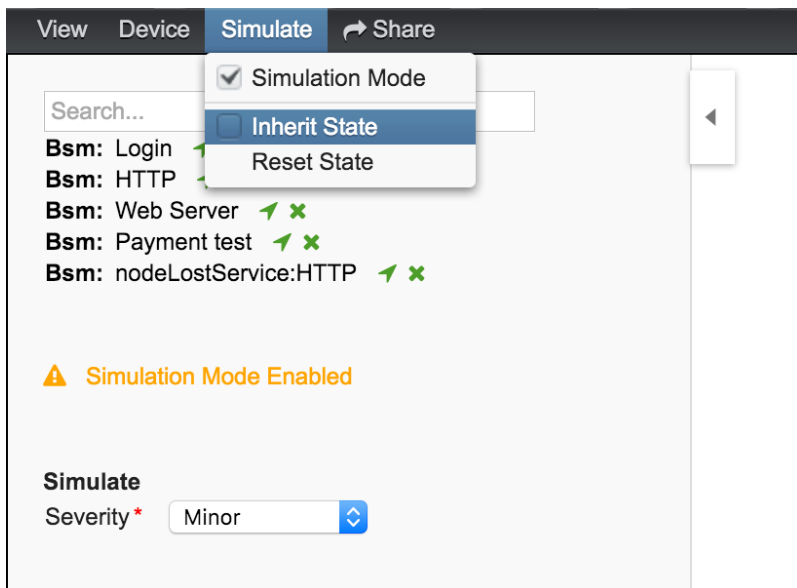 View Device Simulate Share
Simulation Mode
Search...
Inherit State
Bsm: Login
Reset State
Bsm: HTTP
Bsm: Web Server
Bsm: Payment test
Bsm: nodeLostService:HTTP
Simulation Mode Enabled
Simulate
Severity* Minor